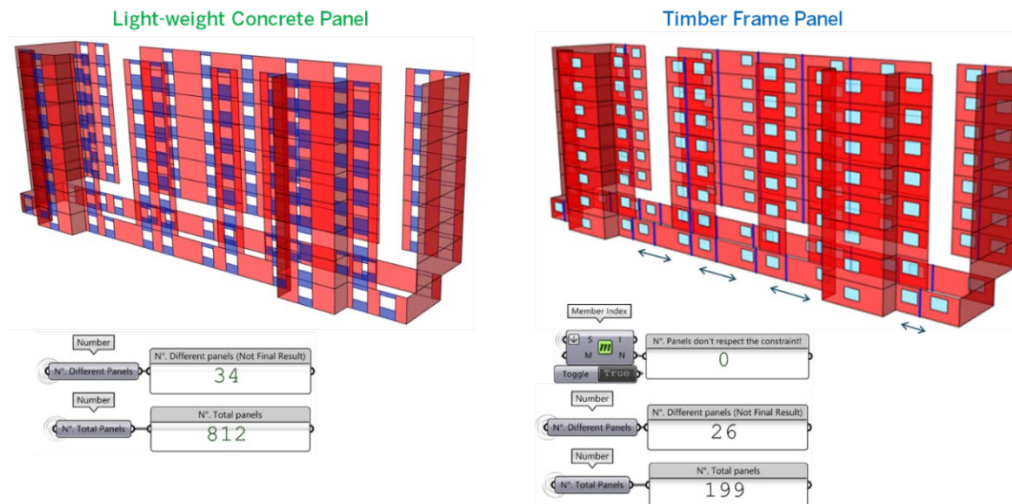 Light-weight Concrete Panel
Number
N°. Different Panels
N°. Different panels (Not Final Result)
34
Number
N°. Total Panels
N°. Total panels
812
Timber Frame Panel
Member Index
S I
M N
m
Toggle True
N°. Panels don't respect the constraint!
0
Number
N°. Different Panels
N°. Different panels (Not Final Result)
26
Number
N°. Total Panels
N°. Total panels
199